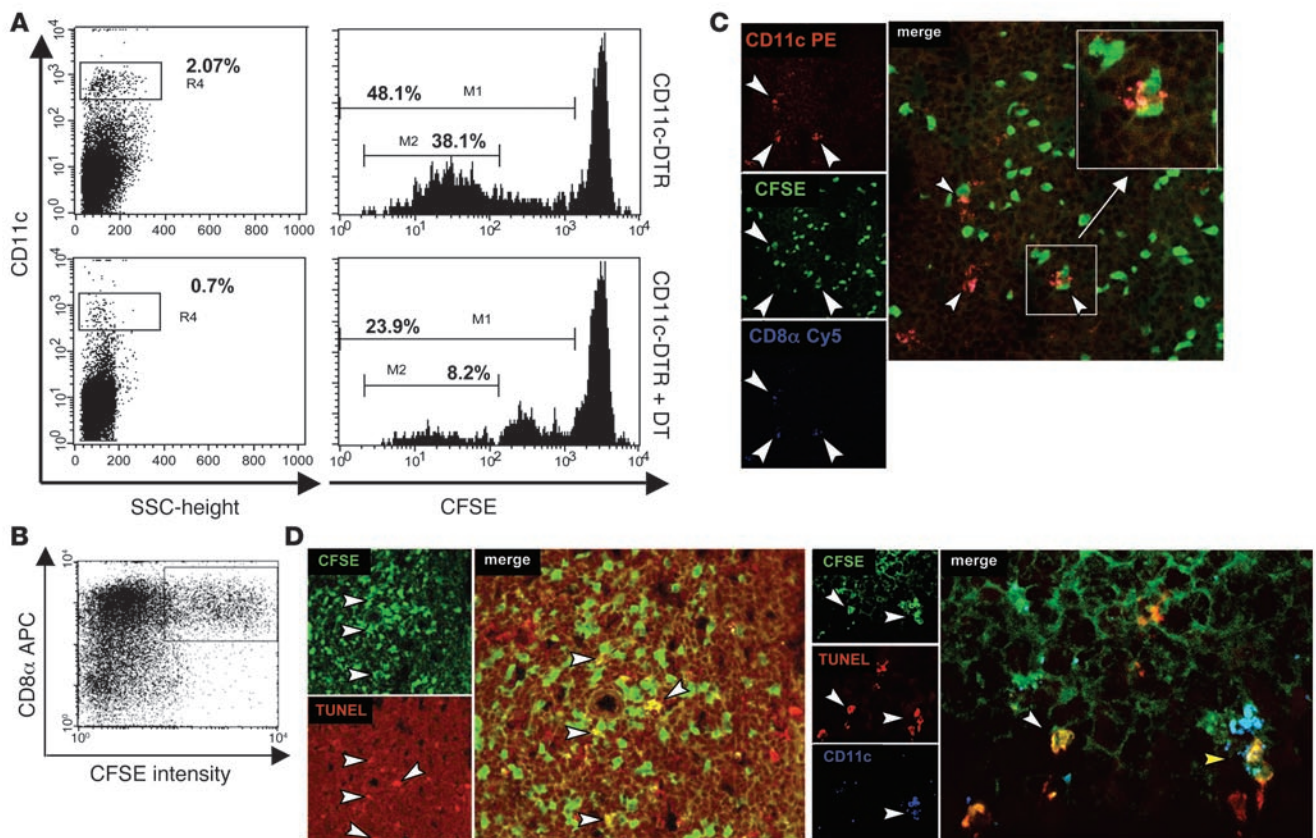 A
CD11c
10⁴
10³
10²
10¹
10⁰
2.07%
R4
0 200 400 600 800 1000
48.1% M1
M2 38.1%
10⁰ 10¹ 10² 10³ 10⁴
CD11c-DTR
10⁴
10³
10²
10¹
10⁰
0.7%
R4
0 200 400 600 800 1000
23.9% M1
M2 8.2%
10⁰ 10¹ 10² 10³ 10⁴
CD11c-DTR + DT
SSC-height
CFSE
B
CD8α APC
10⁴
10⁰
10⁰ 10⁴
CFSE intensity
C
CD11c PE
CFSE
CD8α Cy5
merge
D
CFSE
TUNEL
merge
CFSE
TUNEL
CD11c
merge